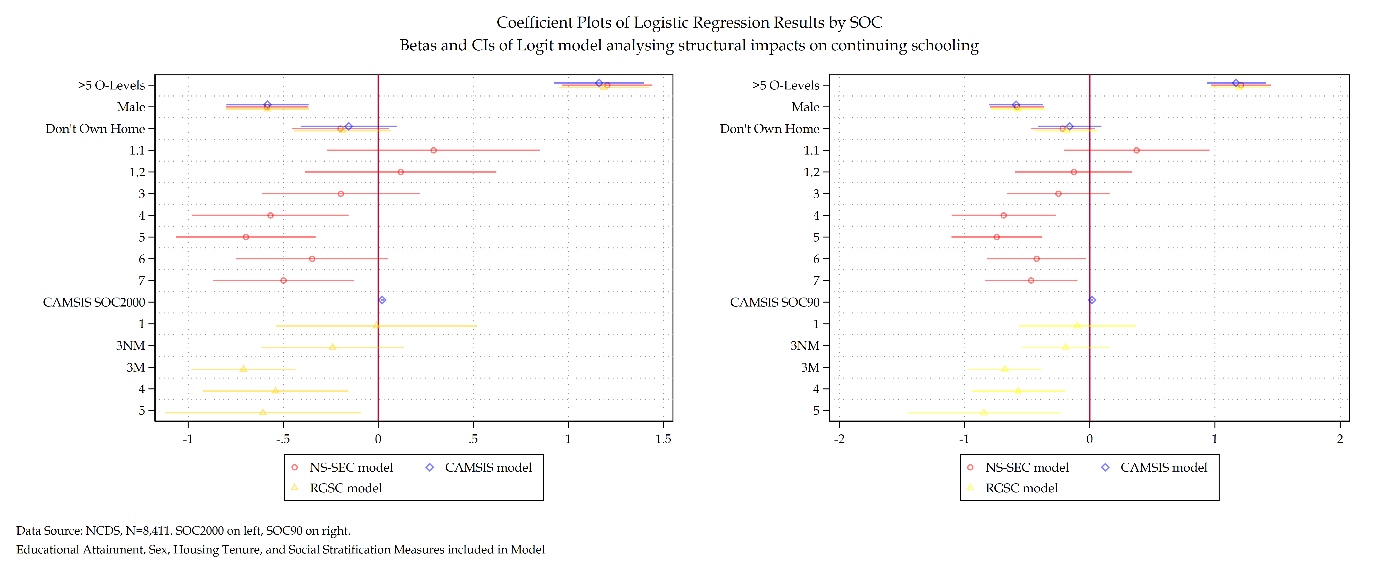 Coefficient Plots of Logistic Regression Results by SOC
Betas and CIs of Logit model analysing structural impacts on continuing schooling
>5 O-Levels
Male
Don't Own Home
1.1
1.2
3
4
5
6
7
CAMSIS SOC2000
1
3NM
3M
4
5
-1
-.5
0
.5
1
1.5
NS-SEC model
CAMSIS model
RGSC model
>5 O-Levels
Male
Don't Own Home
1.1
1.2
3
4
5
6
7
CAMSIS SOC90
1
3NM
3M
4
5
-2
-1
0
1
2
NS-SEC model
CAMSIS model
RGSC model
Data Source: NCDS, N=8,411. SOC2000 on left, SOC90 on right.
Educational Attainment, Sex, Housing Tenure, and Social Stratification Measures included in Model